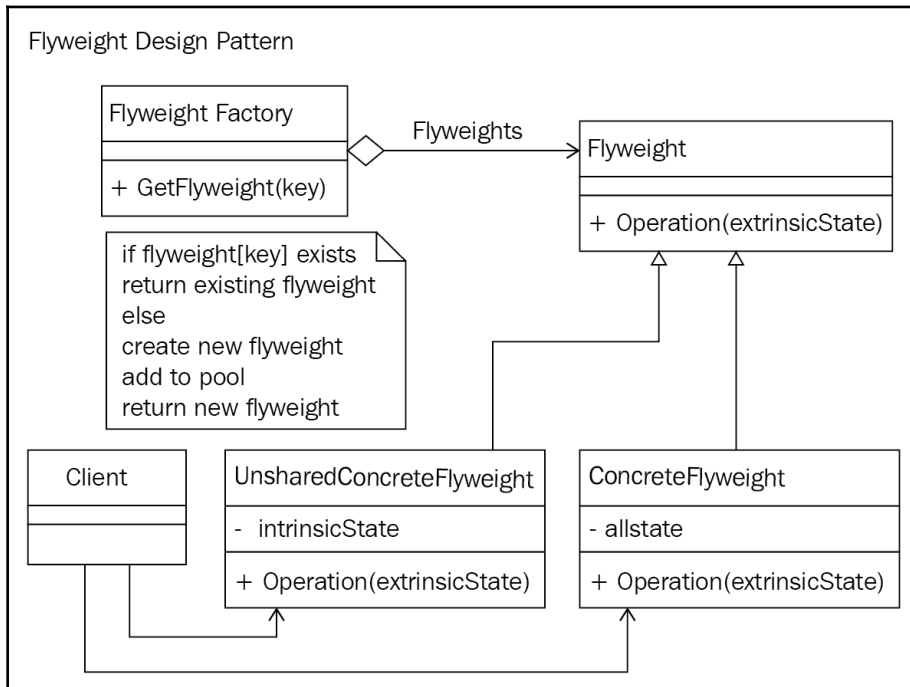 Flyweight Design Pattern
Flyweight Factory
+ GetFlyweight(key)
Flyweights
Flyweight
+ Operation(extrinsicState)
if flyweight[key] exists
return existing flyweight
else
create new flyweight
add to pool
return new flyweight
Client
UnsharedConcreteFlyweight
- intrinsicState
+ Operation(extrinsicState)
ConcreteFlyweight
- allstate
+ Operation(extrinsicState)